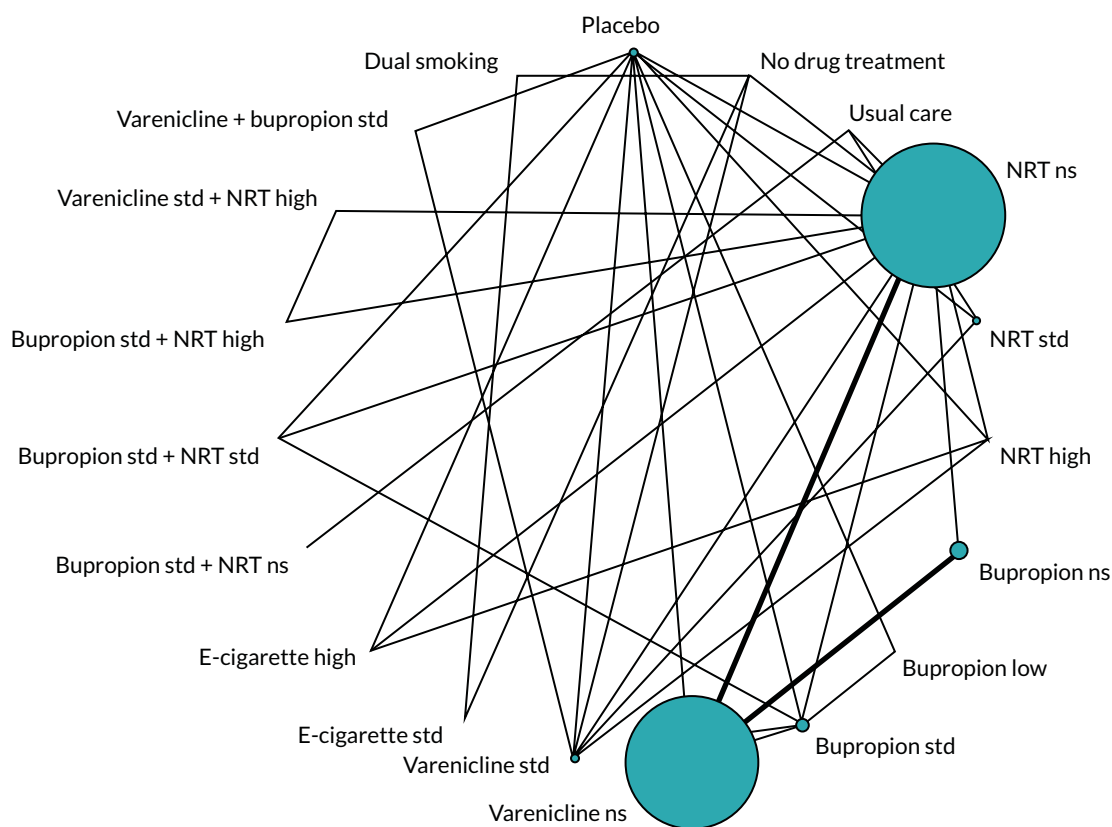 Placebo
Dual smoking
No drug treatment
Varenicline + bupropion std
Usual care
NRT ns
Varenicline std + NRT high
Bupropion std + NRT high
NRT std
Bupropion std + NRT std
NRT high
Bupropion std + NRT ns
Bupropion ns
E-cigarette high
Bupropion low
E-cigarette std
Bupropion std
Varenicline std
Varenicline ns